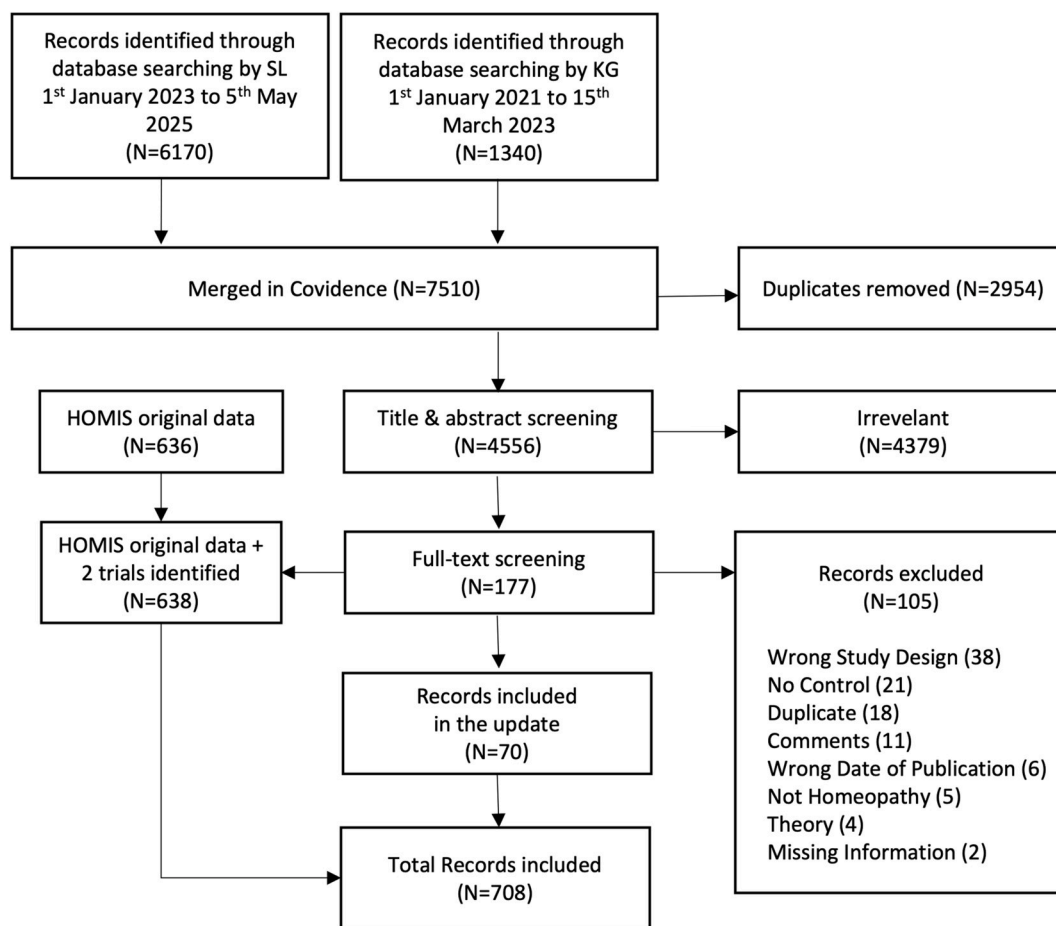 Records identified through
database searching by SL
1st January 2023 to 5th May
2025
(N=6170)
Records identified through
database searching by KG
1st January 2021 to 15th
March 2023
(N=1340)
Merged in Covidence (N=7510)
Duplicates removed (N=2954)
HOMIS original data
(N=636)
Title & abstract screening
(N=4556)
Irrevelant
(N=4379)
HOMIS original data +
2 trials identified
(N=638)
Full-text screening
(N=177)
Records excluded
(N=105)
Wrong Study Design (38)
No Control (21)
Duplicate (18)
Comments (11)
Wrong Date of Publication (6)
Not Homeopathy (5)
Theory (4)
Missing Information (2)
Records included
in the update
(N=70)
Total Records included
(N=708)